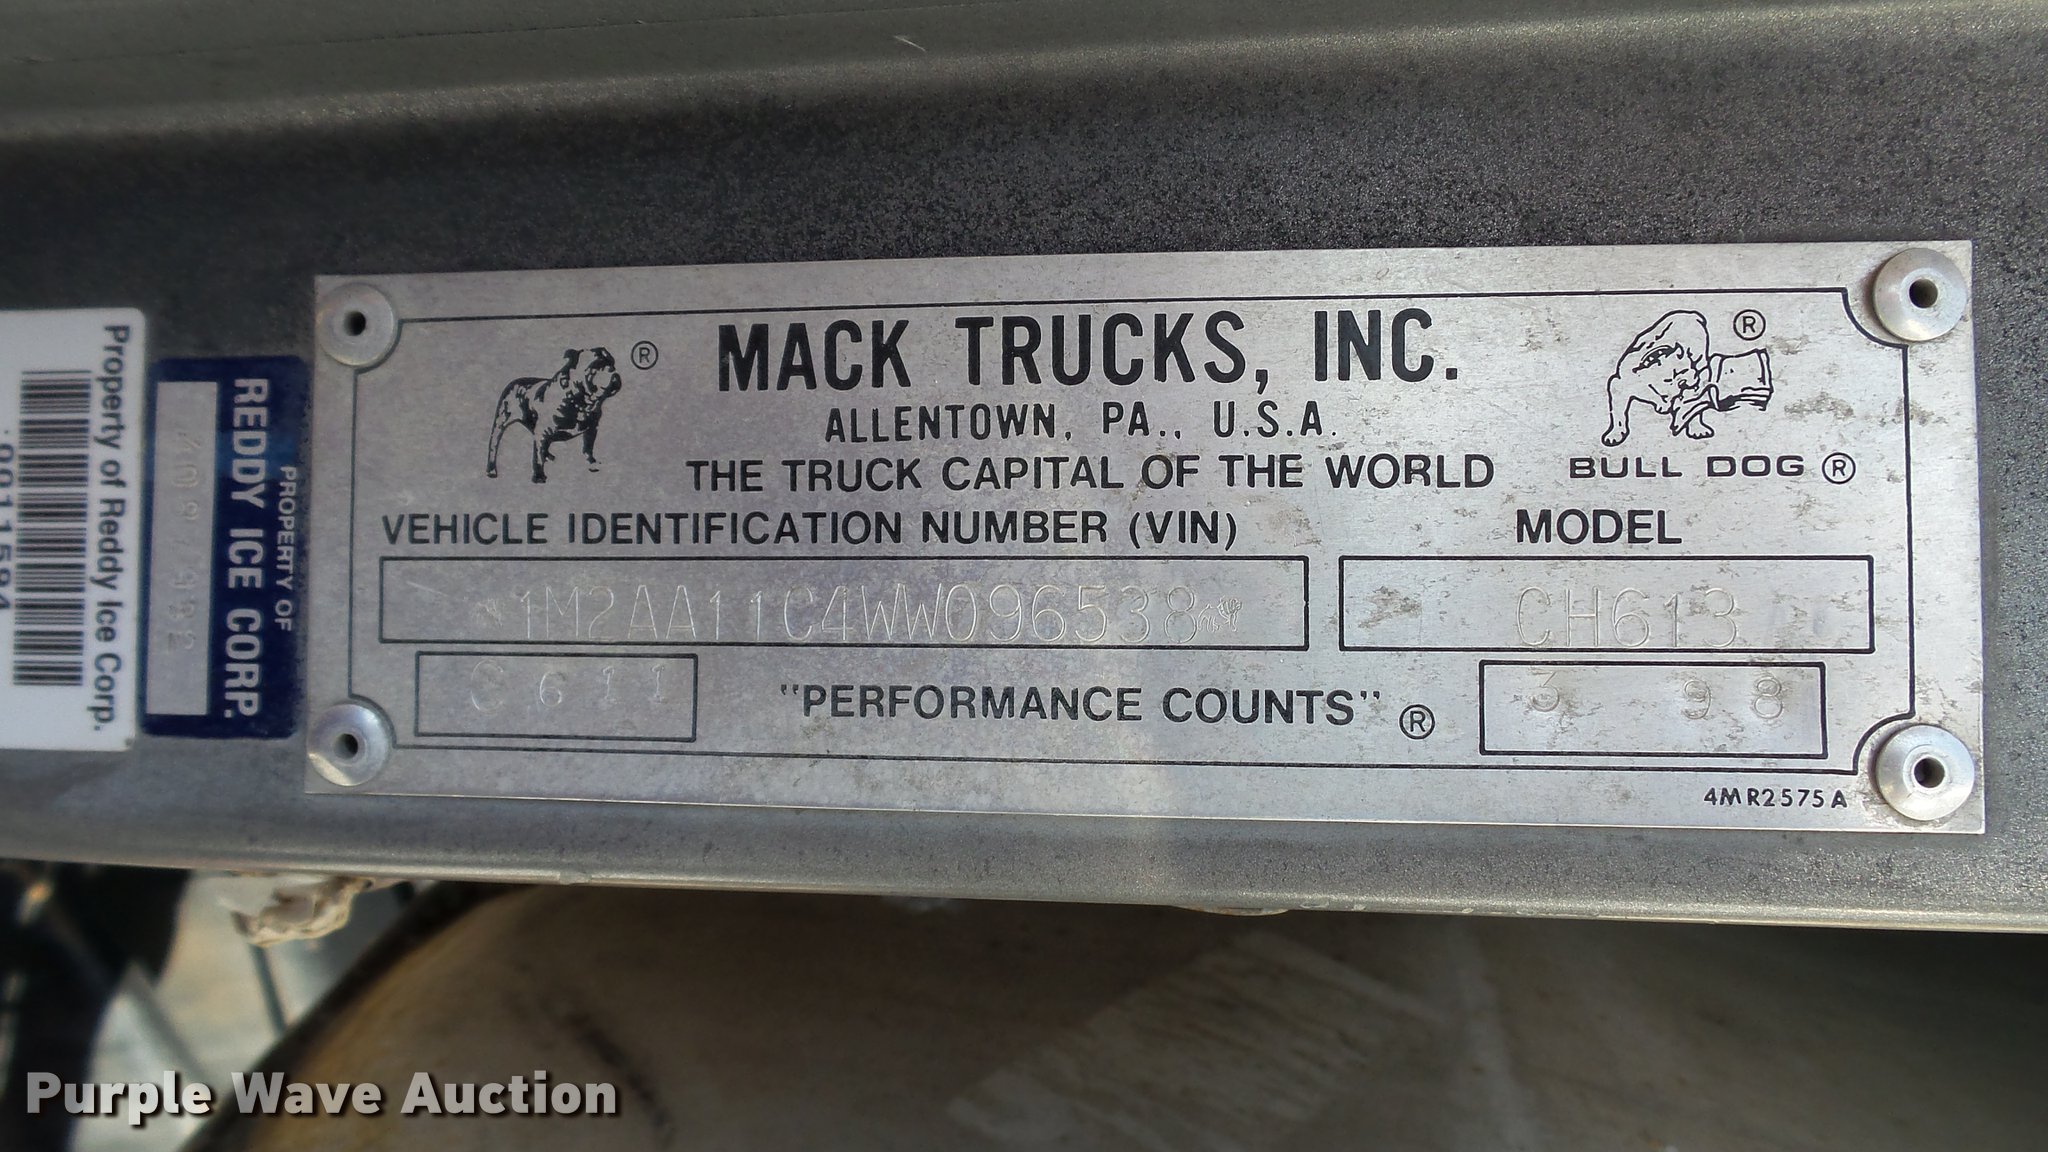 MACK TRUCKS, INC.
ALLENTOWN, PA., U.S.A.
THE TRUCK CAPITAL OF THE WORLD
®
®
BULL DOG ®
VEHICLE IDENTIFICATION NUMBER (VIN)
MODEL
1M2AA11C4WW096538
CH613
C611
"PERFORMANCE COUNTS" ®
3 98
4MR2575A
PROPERTY OF
REDDY ICE CORP.
Property of Reddy Ice Corp.
Purple Wave Auction